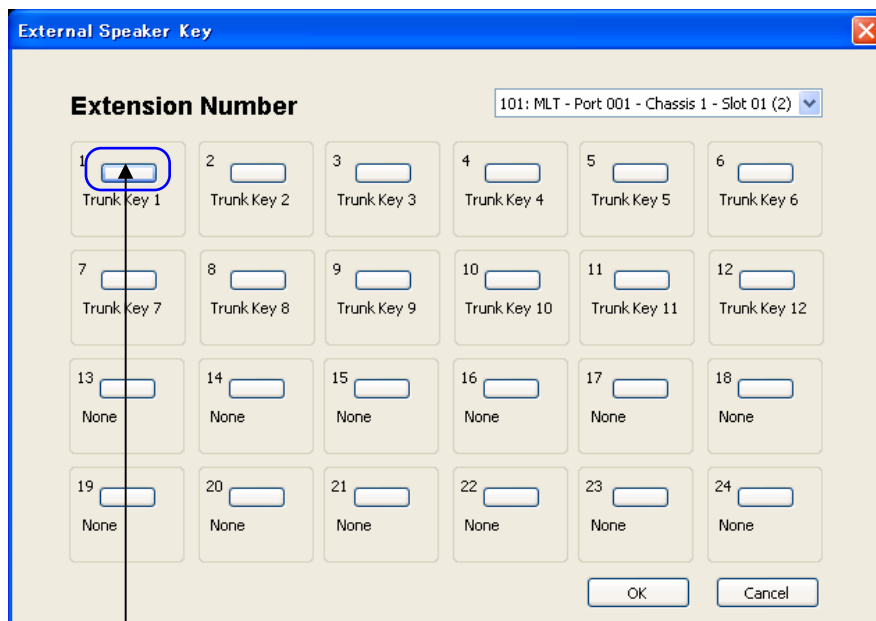 External Speaker Key
Extension Number
101: MLT - Port 001 - Chassis 1 - Slot 01 (2)
1 2 3 4 5 6
Trunk Key 1 Trunk Key 2 Trunk Key 3 Trunk Key 4 Trunk Key 5 Trunk Key 6
7 8 9 10 11 12
Trunk Key 7 Trunk Key 8 Trunk Key 9 Trunk Key 10 Trunk Key 11 Trunk Key 12
13 14 15 16 17 18
None None None None None None
19 20 21 22 23 24
None None None None None None
OK Cancel